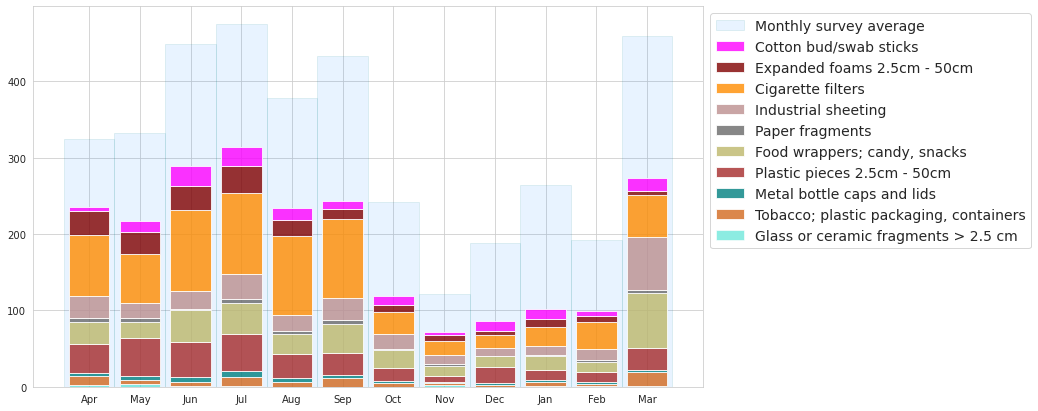 400
300
200
100
0
Apr May Jun Jul Aug Sep Oct Nov Dec Jan Feb Mar
Monthly survey average
Cotton bud/swab sticks
Expanded foams 2.5cm - 50cm
Cigarette filters
Industrial sheeting
Paper fragments
Food wrappers; candy, snacks
Plastic pieces 2.5cm - 50cm
Metal bottle caps and lids
Tobacco; plastic packaging, containers
Glass or ceramic fragments > 2.5 cm